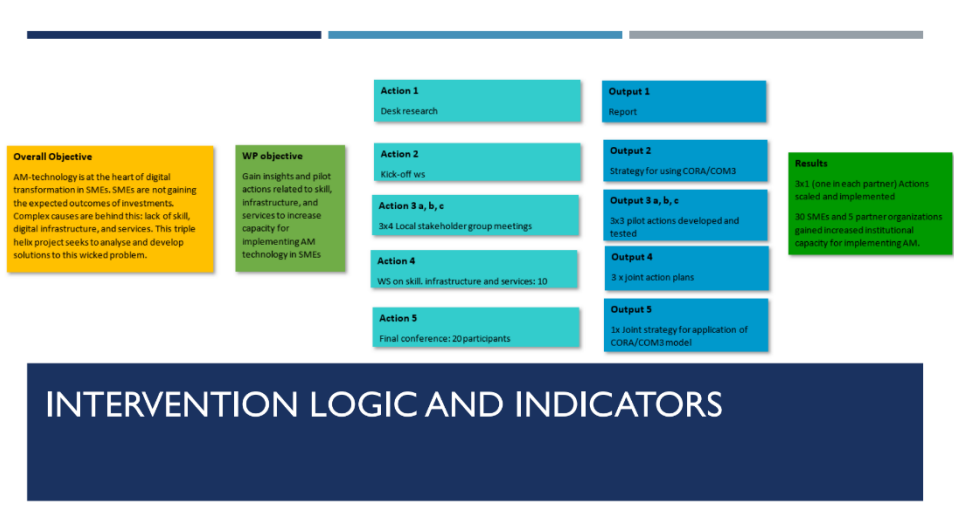 Overall Objective
AM-technology is at the heart of digital
transformation in SMEs. SMEs are not gaining
the expected outcomes of investments.
Complex causes are behind this: lack of skill,
digital infrastructure, and services. This triple
helix project seeks to analyse and develop
solutions to this wicked problem.
WP objective
Gain insights and pilot
actions related to skill,
infrastructure, and
services to increase
capacity for
implementing AM
technology in SMEs
Action 1
Desk research
Action 2
Kick-off ws
Action 3 a, b, c
3x4 Local stakeholder group meetings
Action 4
WS on skill, infrastructure and services: 10
Action 5
Final conference: 20 participants
Output 1
Report
Output 2
Strategy for using CORA/COM3
Output 3 a, b, c
3x3 pilot actions developed and
tested
Output 4
3 x joint action plans
Output 5
1x Joint strategy for application of
CORA/COM3 model
Results
3x1 (one in each partner) Actions
scaled and implemented
30 SMEs and 5 partner organizations
gained increased institutional
capacity for implementing AM.
INTERVENTION LOGIC AND INDICATORS